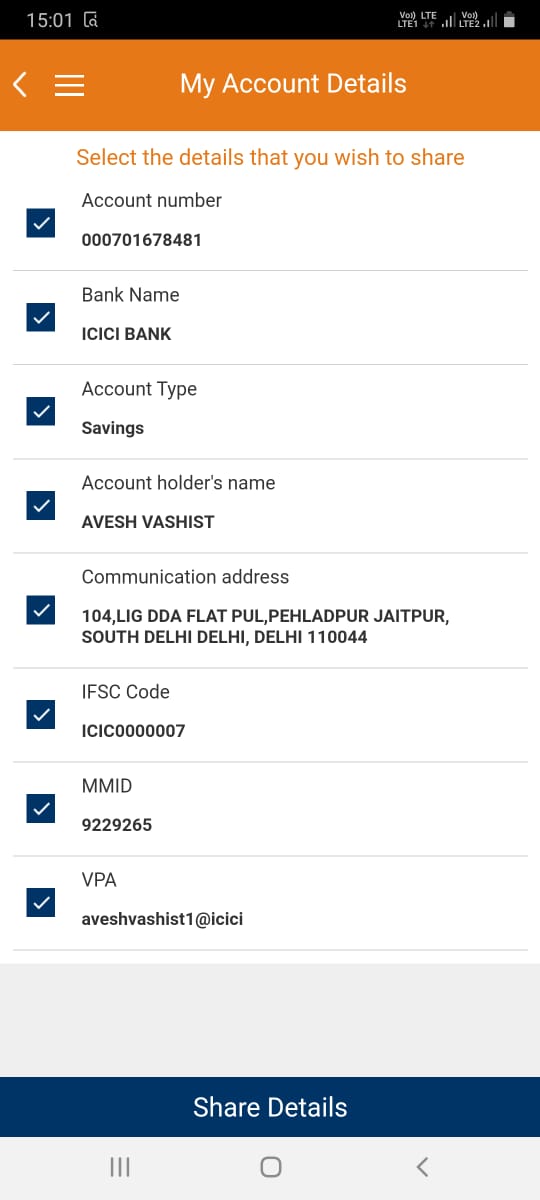 15:01
Vo)) LTE Vo))
LTE1 LTE2
My Account Details
Select the details that you wish to share
Account number
000701678481
Bank Name
ICICI BANK
Account Type
Savings
Account holder's name
AVESH VASHIST
Communication address
104,LIG DDA FLAT PUL,PEHLADPUR JAITPUR,
SOUTH DELHI DELHI, DELHI 110044
IFSC Code
ICIC0000007
MMID
9229265
VPA
aveshvashist1@icici
Share Details